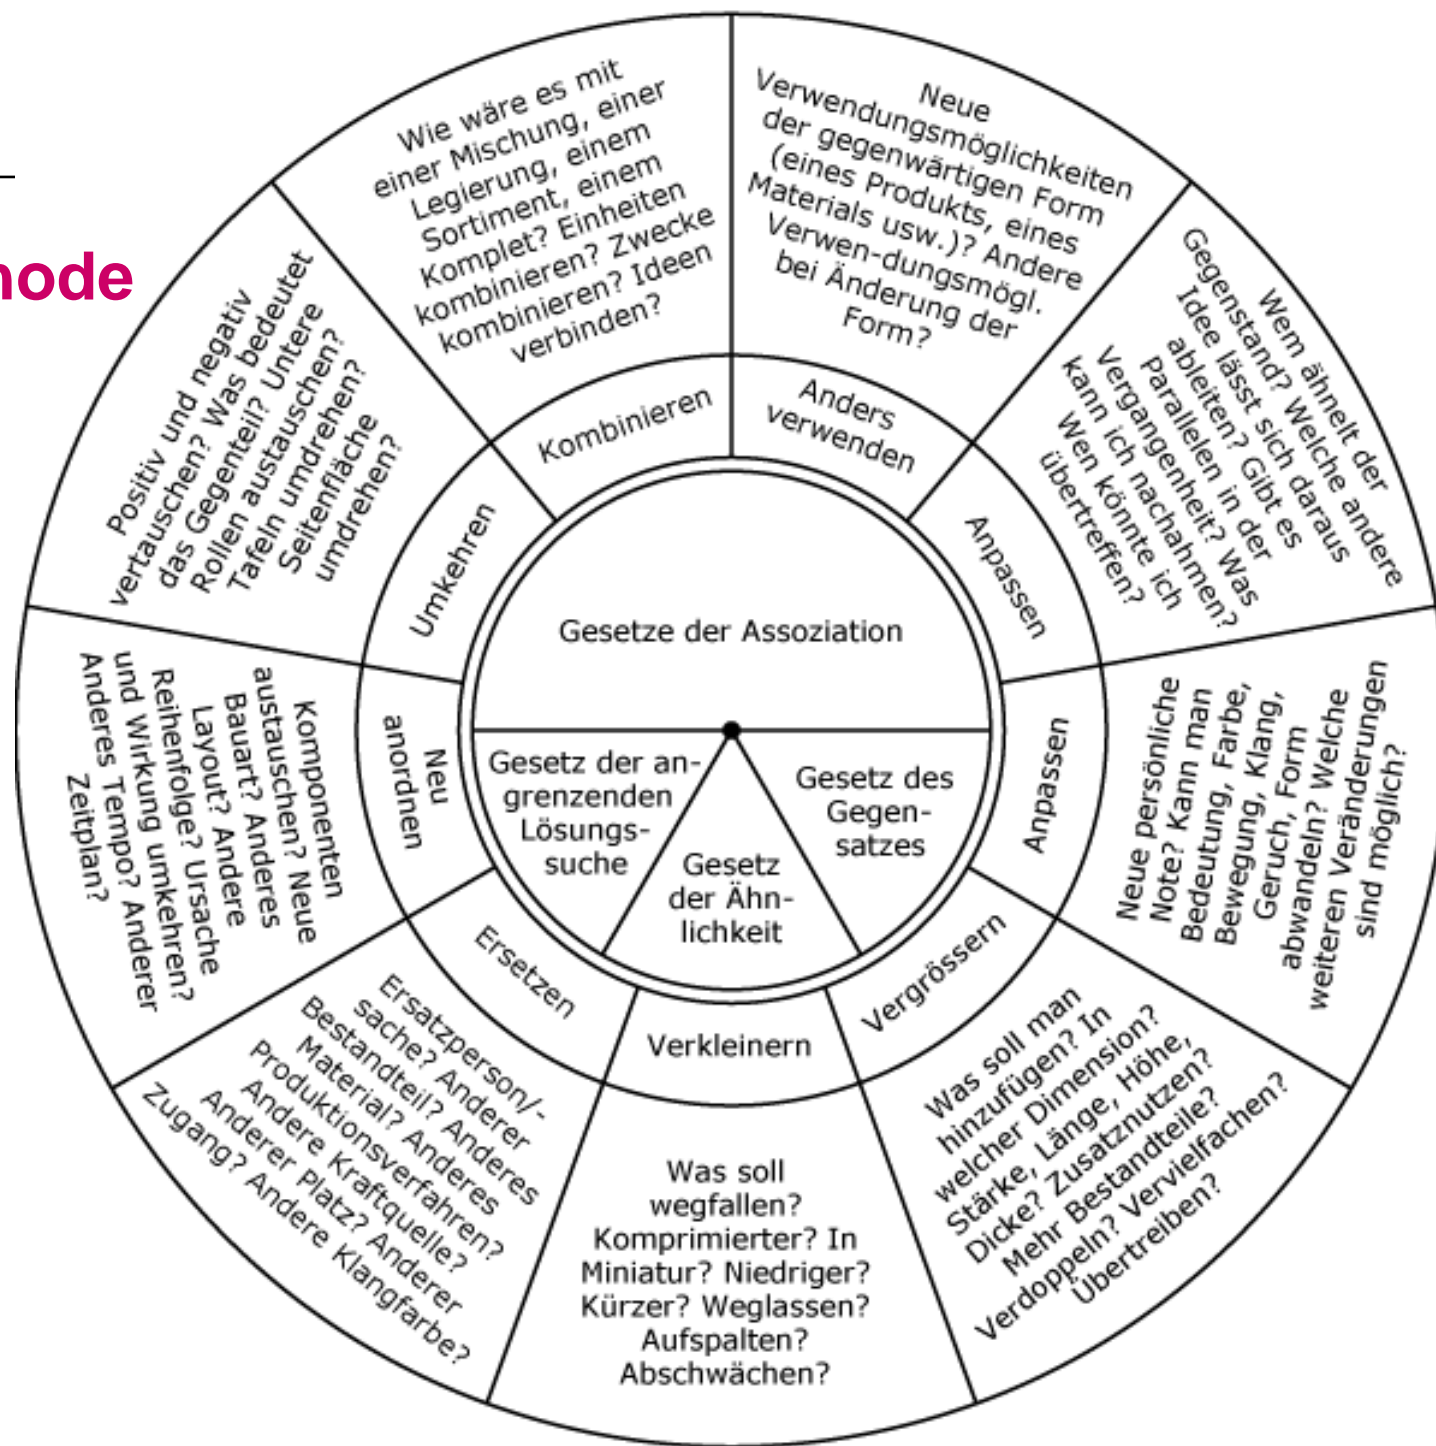 node
Wie wäre es mit
einer Mischung, einer
Legierung, einem
Sortiment, einem
Komplet? Einheiten
kombinieren? Zwecke
kombinieren? Ideen
verbinden?
Neue
Verwendungsmöglichkeiten
der gegenwärtigen Form
(eines Produkts, eines
Materials usw.)? Andere
Verwen-dungsmögl.
bei Änderung der
Form?
Wem ähnelt der
Gegenstand? Welche andere
Idee lässt sich daraus
ableiten? Gibt es
Parallelen in der
Vergangenheit? Was
kann ich nachahmen?
Wen könnte ich
übertreffen?
Neue persönliche
Note? Kann man
Bedeutung, Farbe,
Bewegung, Klang,
Geruch, Form
abwandeln? Welche
weiteren Veränderungen
sind möglich?
Was soll man
hinzufügen? In
welcher Dimension?
Stärke, Länge, Höhe,
Dicke? Zusatznutzen?
Mehr Bestandteile?
Verdoppeln? Vervielfachen?
Übertreiben?
Was soll
wegfallen?
Komprimierter? In
Miniatur? Niedriger?
Kürzer? Weglassen?
Aufspalten?
Abschwächen?
Ersatzperson/-
sache? Anderer
Bestandteil? Anderes
Material? Anderes
Produktionsverfahren?
Andere Kraftquelle?
Anderer Platz? Anderer
Zugang? Andere Klangfarbe?
Komponenten
austauschen? Neue
Bauart? Anderes
Layout? Andere
Reihenfolge? Ursache
und Wirkung umkehren?
Anderes Tempo? Anderer
Zeitplan?
Positiv und negativ
vertauschen? Was bedeutet
das Gegenteil? Untere
Rollen austauschen?
Tafeln umdrehen?
Seitenfläche
umdrehen?
Kombinieren
Anders
verwenden
Anpassen
Anpassen
Vergrössern
Verkleinern
Ersetzen
Neu
anordnen
Umkehren
Gesetze der Assoziation
Gesetz der an-
grenzenden
Lösungs-
suche
Gesetz
der Ähn-
lichkeit
Gesetz des
Gegen-
satzes